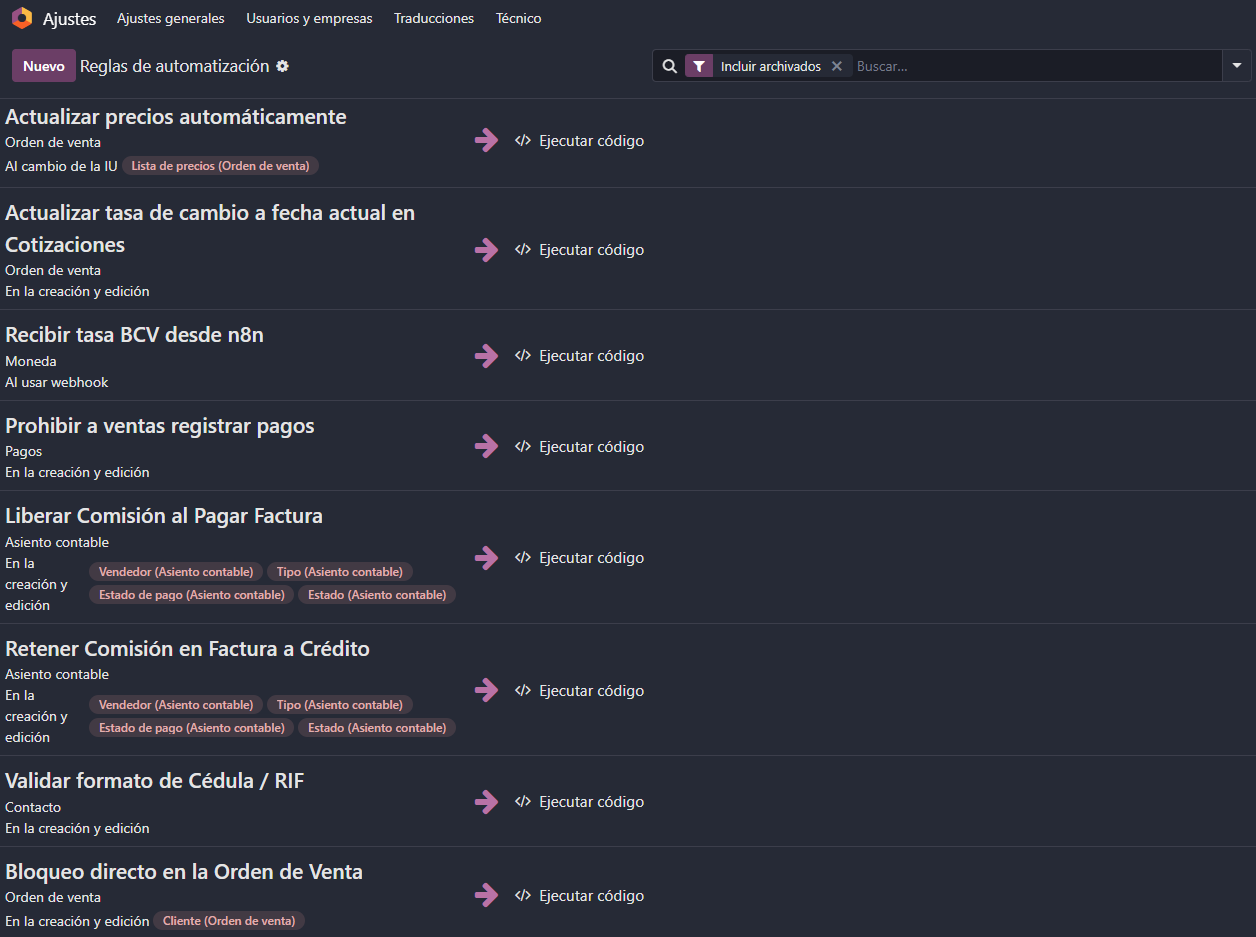 Ajustes Ajustes generales Usuarios y empresas Traducciones Técnico
Nuevo Reglas de automatización Incluir archivados Buscar...
Actualizar precios automáticamente
Orden de venta
Al cambio de la IU Lista de precios (Orden de venta)
</> Ejecutar código
Actualizar tasa de cambio a fecha actual en
Cotizaciones
Orden de venta
En la creación y edición
</> Ejecutar código
Recibir tasa BCV desde n8n
Moneda
Al usar webhook
</> Ejecutar código
Prohibir a ventas registrar pagos
Pagos
En la creación y edición
</> Ejecutar código
Liberar Comisión al Pagar Factura
Asiento contable
En la
creación y
edición
Vendedor (Asiento contable) Tipo (Asiento contable)
Estado de pago (Asiento contable) Estado (Asiento contable)
</> Ejecutar código
Retener Comisión en Factura a Crédito
Asiento contable
En la
creación y
edición
Vendedor (Asiento contable) Tipo (Asiento contable)
Estado de pago (Asiento contable) Estado (Asiento contable)
</> Ejecutar código
Validar formato de Cédula / RIF
Contacto
En la creación y edición
</> Ejecutar código
Bloqueo directo en la Orden de Venta
Orden de venta
En la creación y edición Cliente (Orden de venta)
</> Ejecutar código